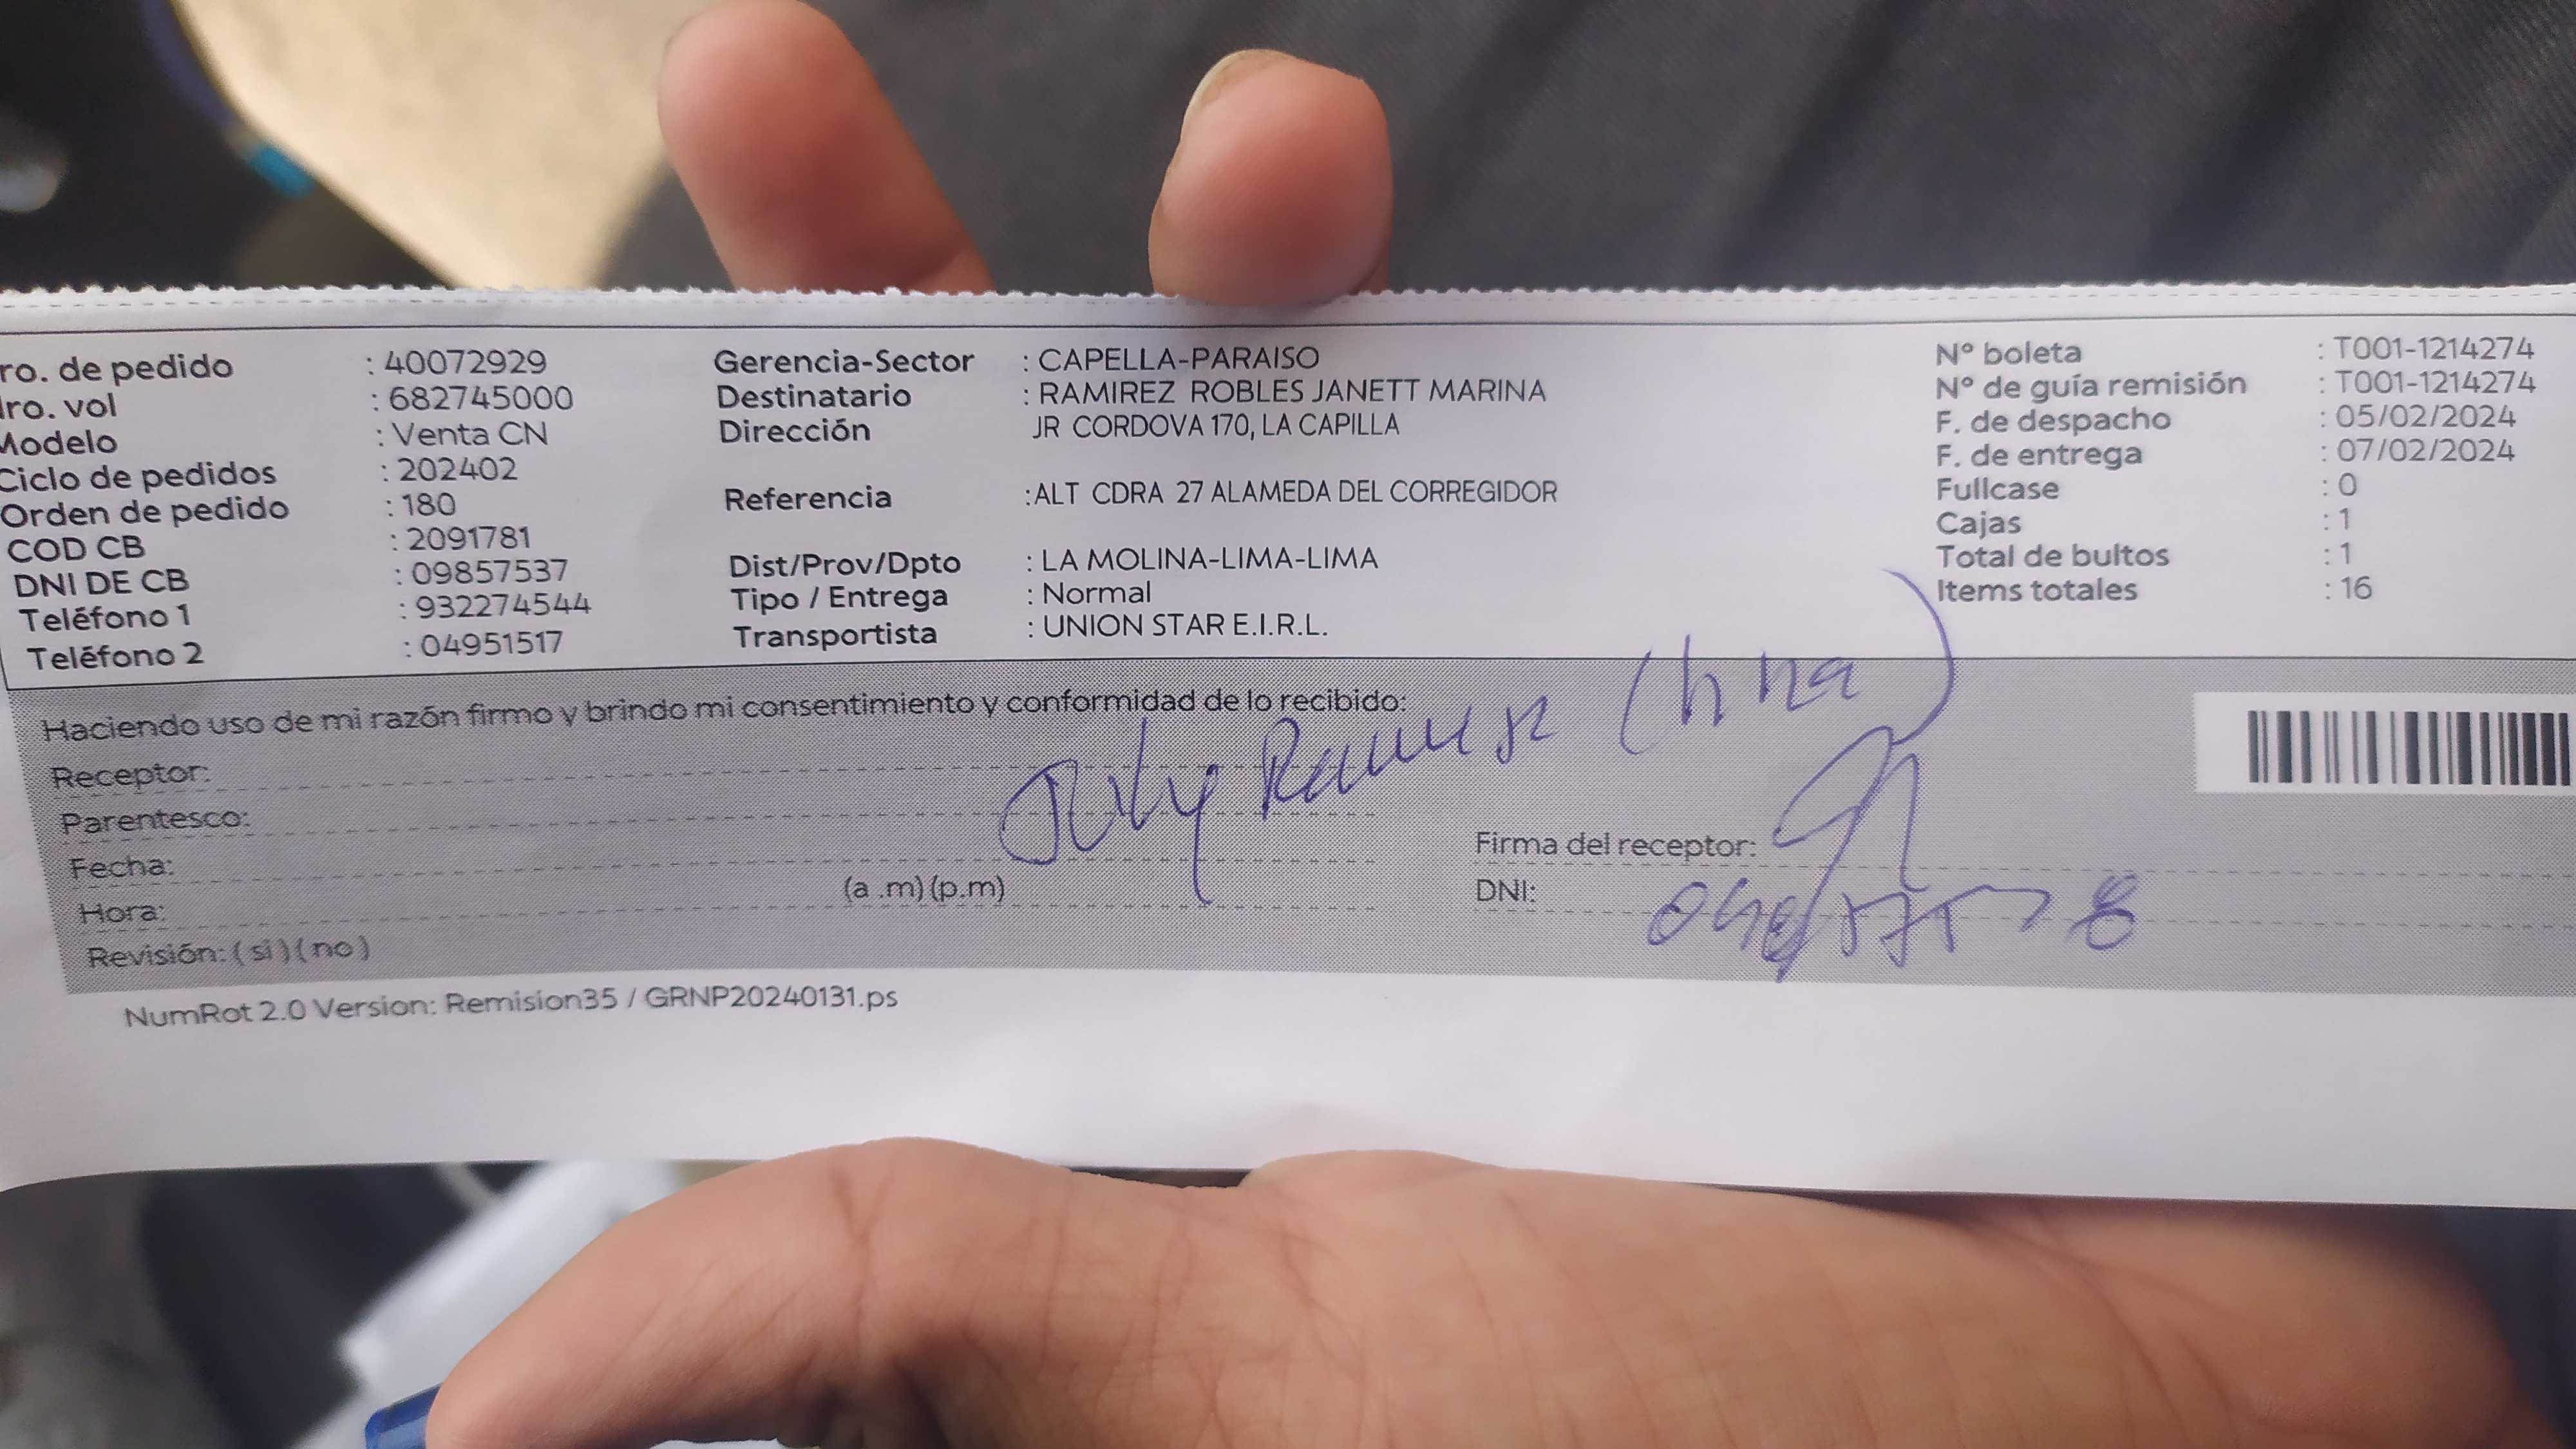 ro. de pedido : 40072929
ro. vol : 682745000
Modelo : Venta CN
Ciclo de pedidos : 202402
Orden de pedido : 180
COD CB : 2091781
DNI DE CB : 09857537
Teléfono 1 : 932274544
Teléfono 2 : 04951517
Gerencia-Sector : CAPELLA-PARAISO
Destinatario : RAMIREZ ROBLES JANETT MARINA
Dirección JR CORDOVA 170, LA CAPILLA
Referencia :ALT CDRA 27 ALAMEDA DEL CORREGIDOR
Dist/Prov/Dpto : LA MOLINA-LIMA-LIMA
Tipo / Entrega : Normal
Transportista : UNION STAR E.I.R.L.
N° boleta : T001-1214274
N° de guía remisión : T001-1214274
F. de despacho : 05/02/2024
F. de entrega : 07/02/2024
Fullcase : 0
Cajas : 1
Total de bultos : 1
Items totales : 16
Haciendo uso de mi razón firmo y brindo mi consentimiento y conformidad de lo recibido:
July Ramirez (hna)
Receptor:
Parentesco:
Fecha:
Hora: (a .m) (p.m)
Revisión: ( si ) ( no )
Firma del receptor:
DNI:
NumRot 2.0 Version: Remision35 / GRNP20240131.ps